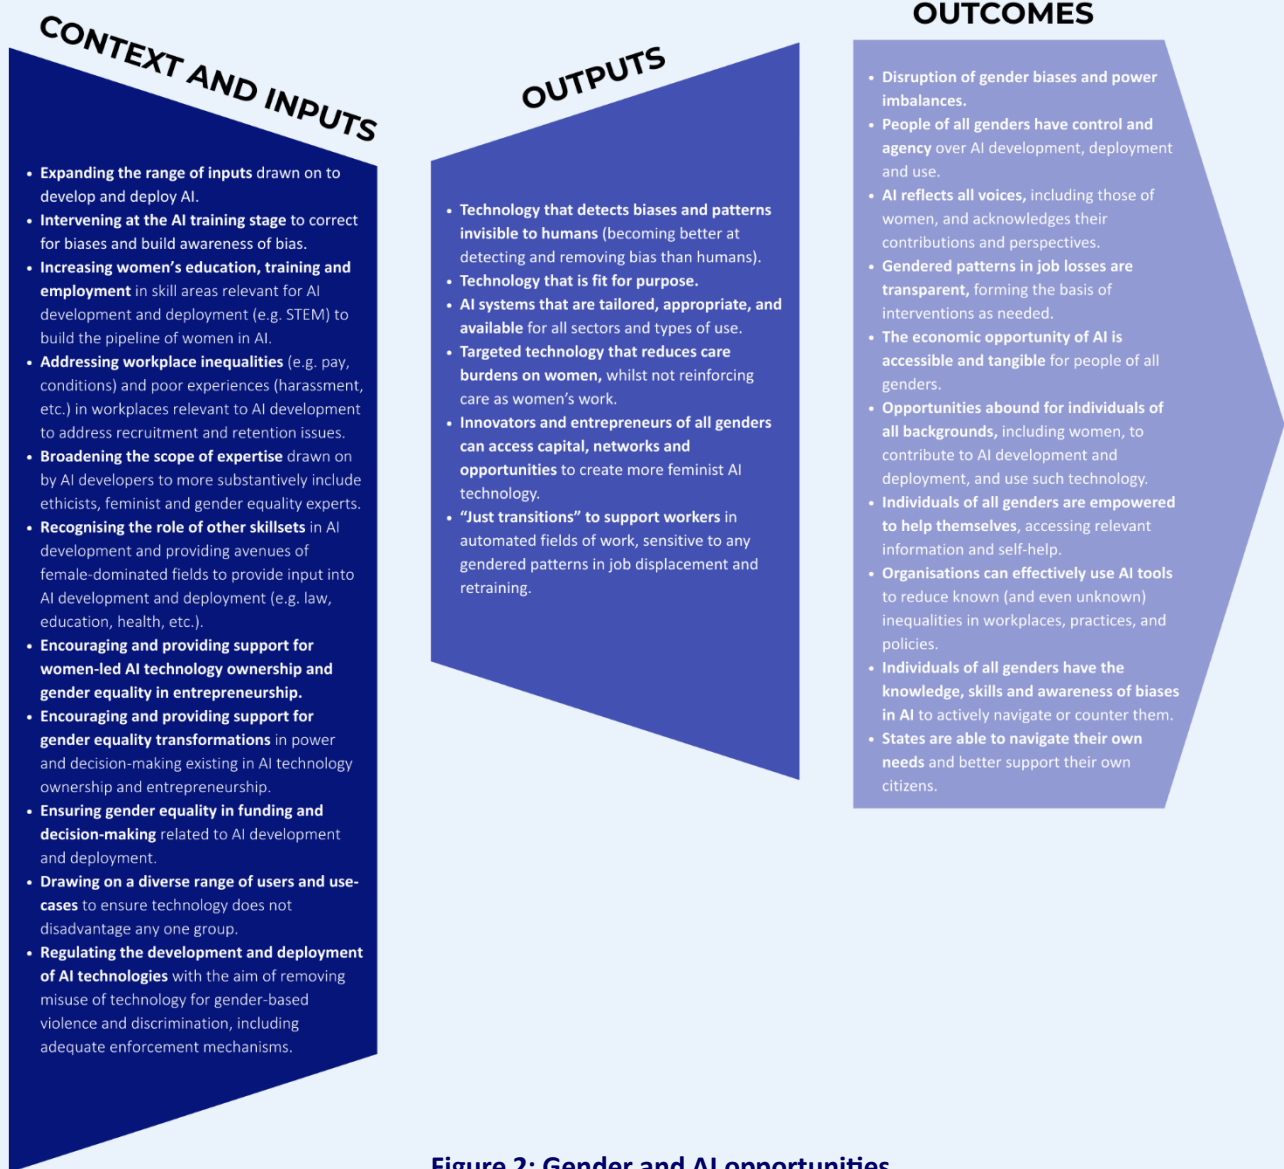 CONTEXT AND INPUTS
• Expanding the range of inputs drawn on to
develop and deploy AI.
• Intervening at the AI training stage to correct
for biases and build awareness of bias.
• Increasing women’s education, training and
employment in skill areas relevant for AI
development and deployment (e.g. STEM) to
build the pipeline of women in AI.
• Addressing workplace inequalities (e.g. pay,
conditions) and poor experiences (harassment,
etc.) in workplaces relevant to AI development
to address recruitment and retention issues.
• Broadening the scope of expertise drawn on
by AI developers to more substantively include
ethicists, feminist and gender equality experts.
• Recognising the role of other skillsets in AI
development and providing avenues of
female-dominated fields to provide input into
AI development and deployment (e.g. law,
education, health, etc.).
• Encouraging and providing support for
women-led AI technology ownership and
gender equality in entrepreneurship.
• Encouraging and providing support for
gender equality transformations in power
and decision-making existing in AI technology
ownership and entrepreneurship.
• Ensuring gender equality in funding and
decision-making related to AI development
and deployment.
• Drawing on a diverse range of users and use-
cases to ensure technology does not
disadvantage any one group.
• Regulating the development and deployment
of AI technologies with the aim of removing
misuse of technology for gender-based
violence and discrimination, including
adequate enforcement mechanisms.
OUTPUTS
• Technology that detects biases and patterns
invisible to humans (becoming better at
detecting and removing bias than humans).
• Technology that is fit for purpose.
• AI systems that are tailored, appropriate, and
available for all sectors and types of use.
• Targeted technology that reduces care
burdens on women, whilst not reinforcing
care as women’s work.
• Innovators and entrepreneurs of all genders
can access capital, networks and
opportunities to create more feminist AI
technology.
• “Just transitions” to support workers in
automated fields of work, sensitive to any
gendered patterns in job displacement and
retraining.
OUTCOMES
• Disruption of gender biases and power
imbalances.
• People of all genders have control and
agency over AI development, deployment
and use.
• AI reflects all voices, including those of
women, and acknowledges their
contributions and perspectives.
• Gendered patterns in job losses are
transparent, forming the basis of
interventions as needed.
• The economic opportunity of AI is
accessible and tangible for people of all
genders.
• Opportunities abound for individuals of
all backgrounds, including women, to
contribute to AI development and
deployment, and use such technology.
• Individuals of all genders are empowered
to help themselves, accessing relevant
information and self-help.
• Organisations can effectively use AI tools
to reduce known (and even unknown)
inequalities in workplaces, practices, and
policies.
• Individuals of all genders have the
knowledge, skills and awareness of biases
in AI to actively navigate or counter them.
• States are able to navigate their own
needs and better support their own
citizens.
Figure 2: Gender and AI opportunities